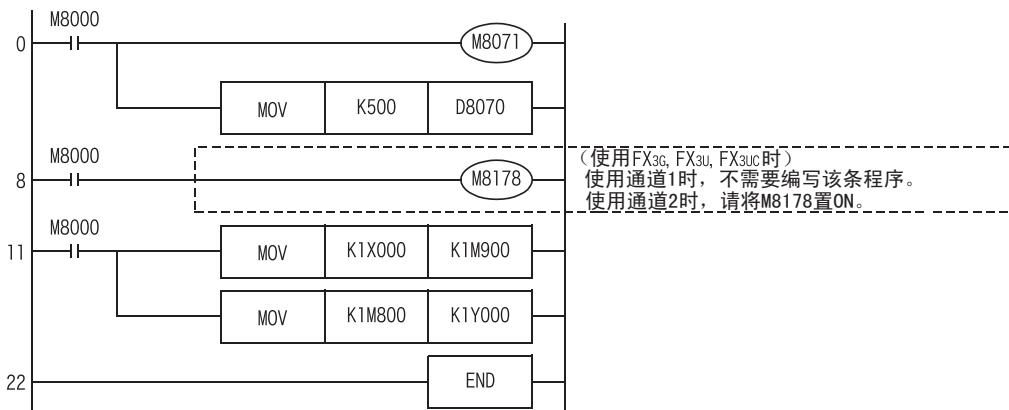 M8000
0
M8071
MOV K500 D8070
M8000
8
M8178
(使用FX3G, FX3U, FX3UC时)
使用通道1时，不需要编写该条程序。
使用通道2时，请将M8178置ON。
M8000
11
MOV K1X000 K1M900
MOV K1M800 K1Y000
22
END